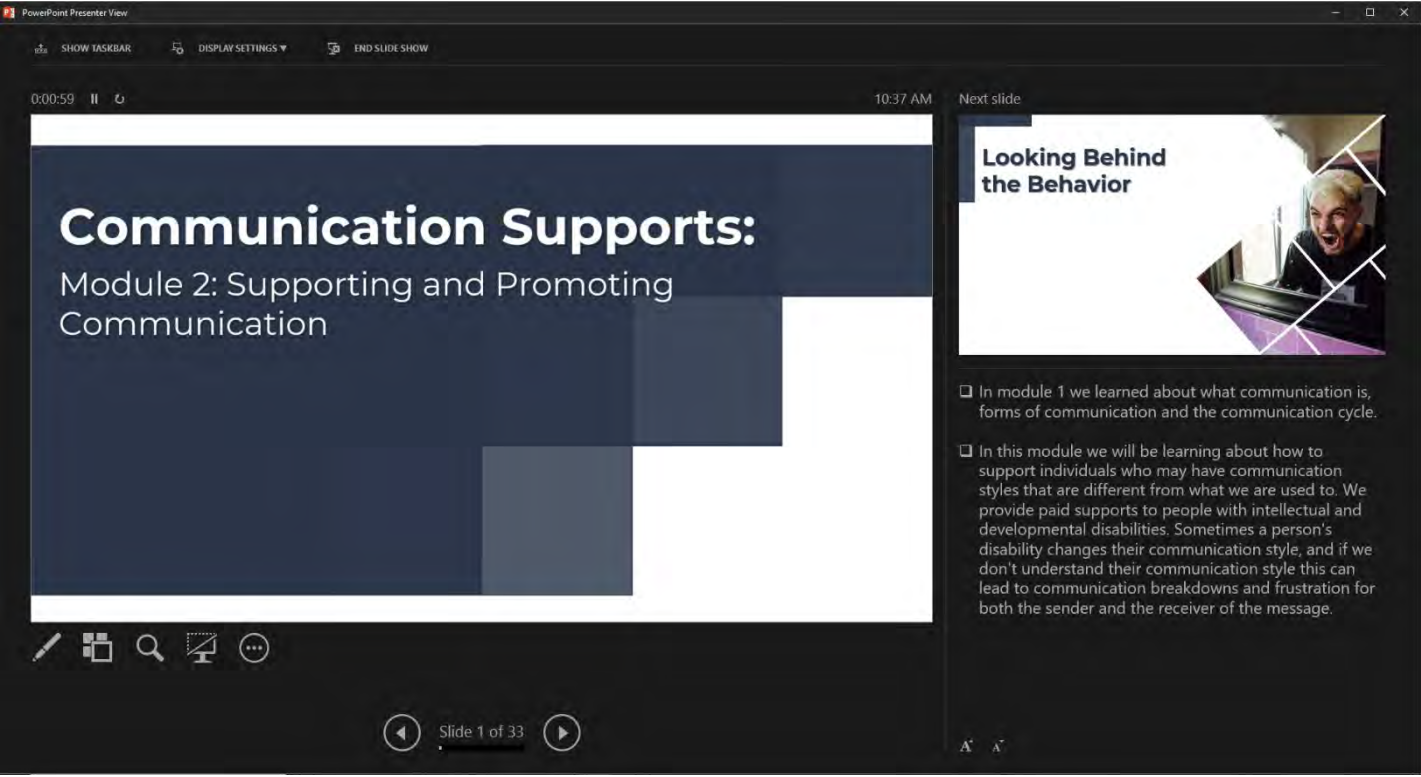 PowerPoint Presenter View
SHOW TASKBAR
DISPLAY SETTINGS ▼
END SLIDE SHOW
0:00:59
10:37 AM
Communication Supports:
Module 2: Supporting and Promoting
Communication
Slide 1 of 33
Next slide
Looking Behind
the Behavior
❑ In module 1 we learned about what communication is,
forms of communication and the communication cycle.
❑ In this module we will be learning about how to
support individuals who may have communication
styles that are different from what we are used to. We
provide paid supports to people with intellectual and
developmental disabilities. Sometimes a person's
disability changes their communication style, and if we
don't understand their communication style this can
lead to communication breakdowns and frustration for
both the sender and the receiver of the message.
A A